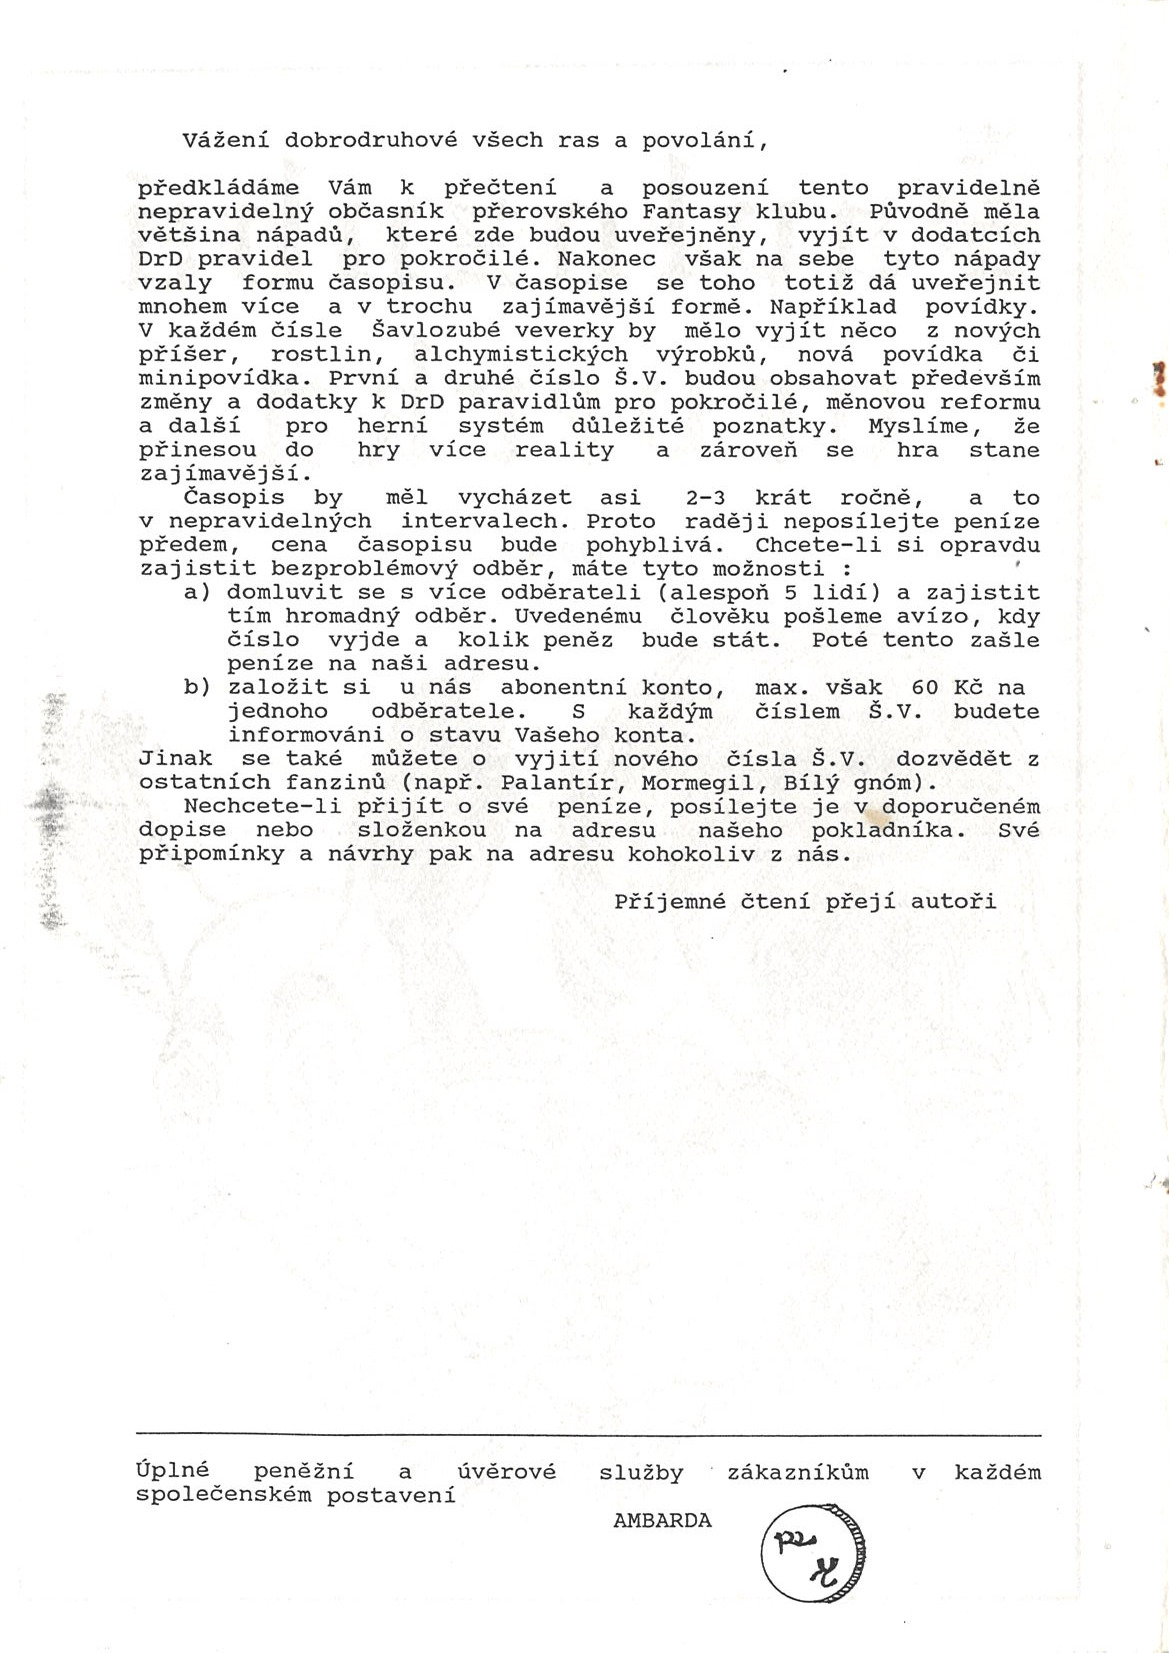 Vážení dobrodruhové všech ras a povolání,
předkládáme Vám k přečtení a posouzení tento pravidelně
nepravidelný občasník přerovského Fantasy klubu. Původně měla
většina nápadů, které zde budou uveřejněny, vyjít v dodatcích
DrD pravidel pro pokročilé. Nakonec však na sebe tyto nápady
vzaly formu časopisu. V časopise se toho totiž dá uveřejnit
mnohem více a v trochu zajímavější formě. Například povídky.
V každém čísle Šavlozubé veverky by mělo vyjít něco z nových
příšer, rostlin, alchymistických výrobků, nová povídka či
minipovídka. První a druhé číslo Š.V. budou obsahovat především
změny a dodatky k DrD paravidlům pro pokročilé, měnovou reformu
a další pro herní systém důležité poznatky. Myslíme, že
přinesou do hry více reality a zároveň se hra stane
zajímavější.
Časopis by měl vycházet asi 2-3 krát ročně, a to
v nepravidelných intervalech. Proto raději neposílejte peníze
předem, cena časopisu bude pohyblivá. Chcete-li si opravdu
zajistit bezproblémový odběr, máte tyto možnosti :
a) domluvit se s více odběrateli (alespoň 5 lidí) a zajistit
tím hromadný odběr. Uvedenému člověku pošleme avízo, kdy
číslo vyjde a kolik peněz bude stát. Poté tento zašle
peníze na naši adresu.
b) založit si u nás abonentní konto, max. však 60 Kč na
jednoho odběratele. S každým číslem Š.V. budete
informováni o stavu Vašeho konta.
Jinak se také můžete o vyjití nového čísla Š.V. dozvědět z
ostatních fanzinů (např. Palantír, Mormegil, Bílý gnóm).
Nechcete-li přijít o své peníze, posílejte je v doporučeném
dopise nebo složenkou na adresu našeho pokladníka. Své
připomínky a návrhy pak na adresu kohokoliv z nás.
Příjemné čtení přejí autoři
Úplné peněžní a úvěrové služby zákazníkům v každém
společenském postavení
AMBARDA